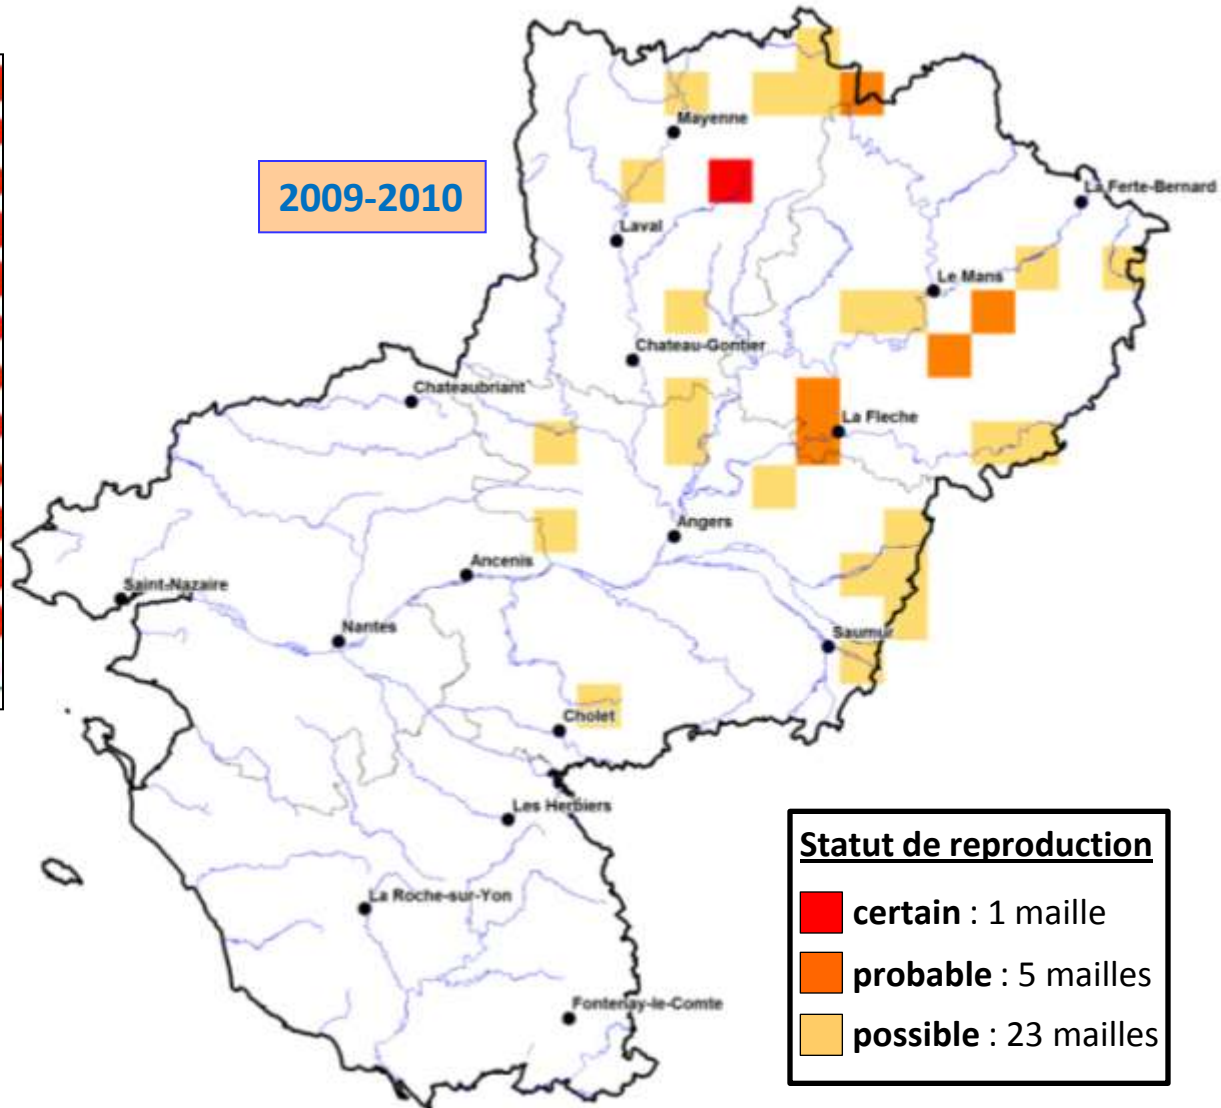 Mayenne
2009-2010
La Ferte-Bernard
Laval
Le Mans
Chateau-Gontier
Chateaubriant
La Fleche
Angers
Ancenis
Saint-Nazaire
Nantes
Saumur
Cholet
Les Herbiers
La Roche-sur-Yon
Fontenay-le-Comte
Statut de reproduction
certain : 1 maille
probable : 5 mailles
possible : 23 mailles